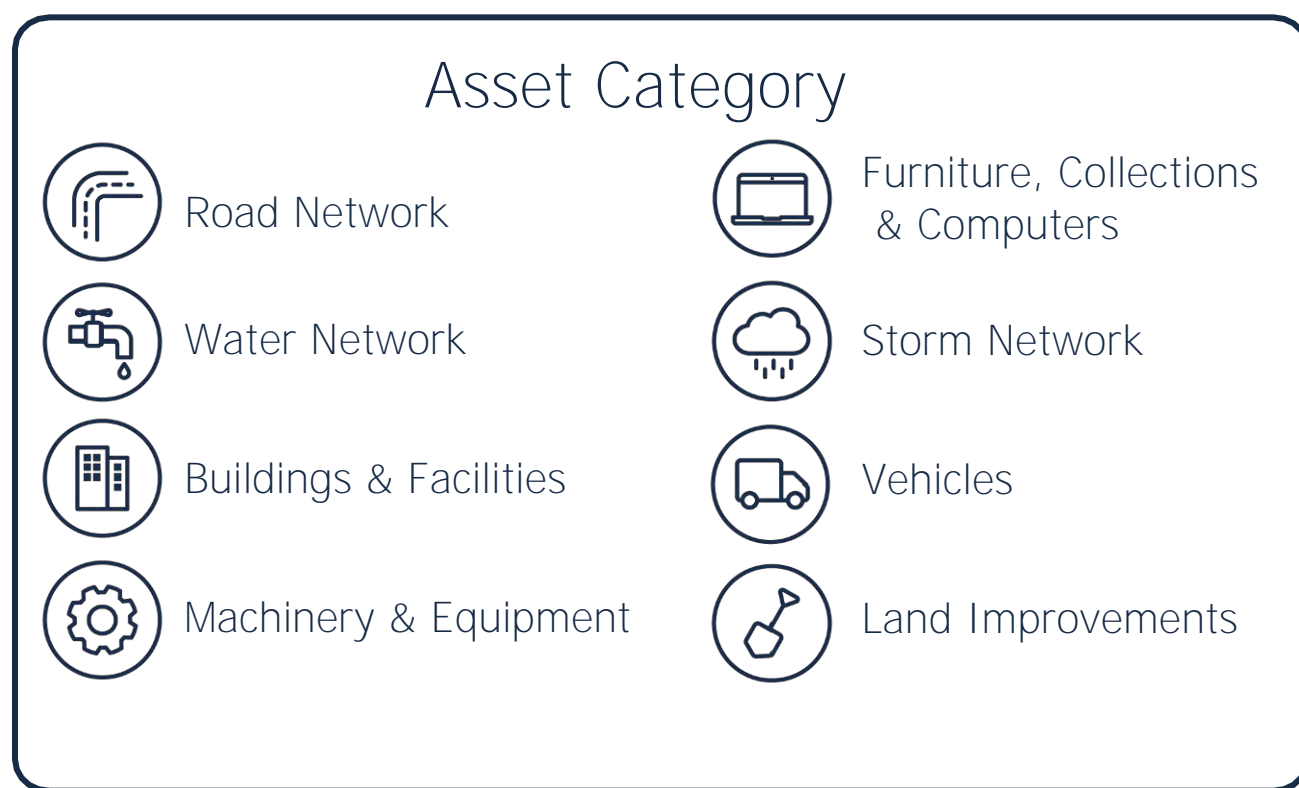 Asset Category
Road Network
Water Network
Buildings & Facilities
Machinery & Equipment
Furniture, Collections
& Computers
Storm Network
Vehicles
Land Improvements